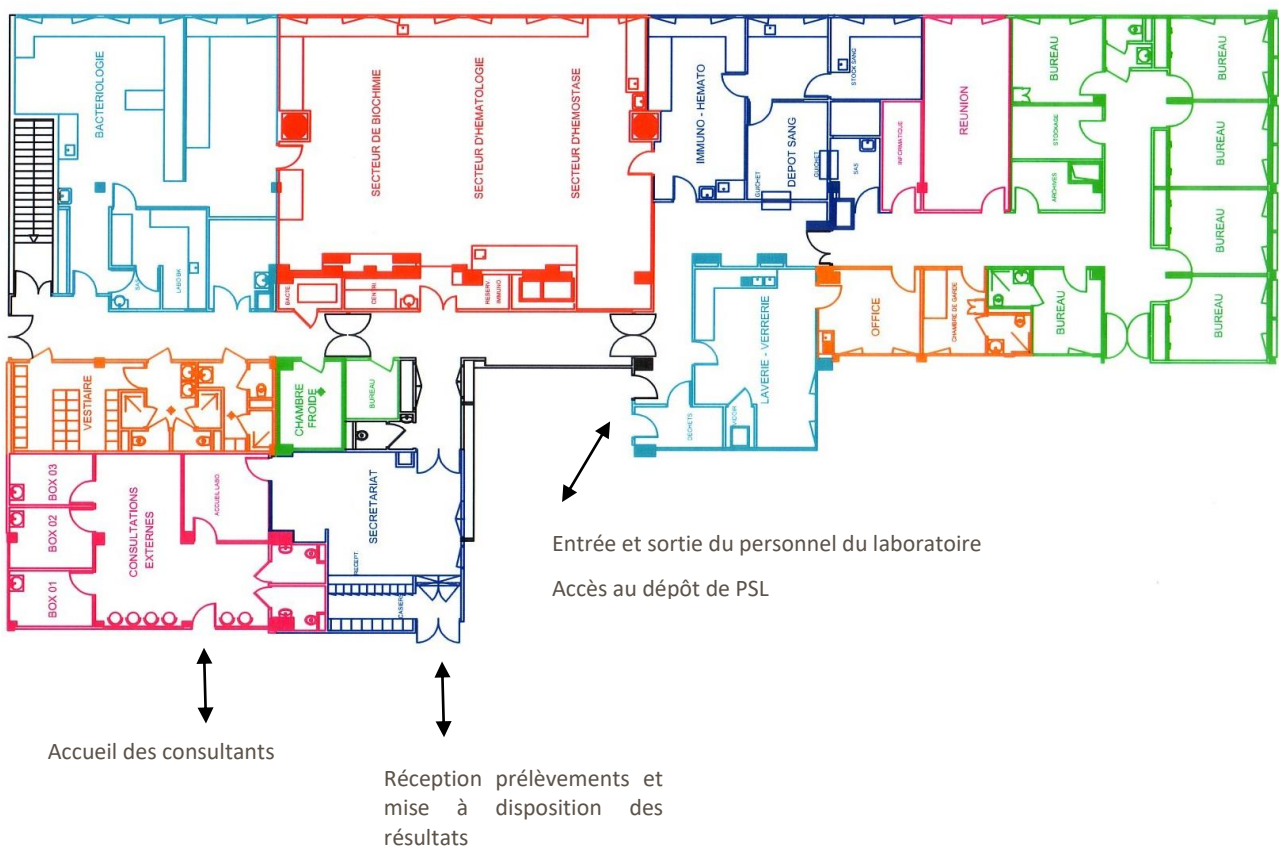 BACTERIOLOGIE
SAS
LABO BK
SECTEUR DE BIOCHIMIE
SECTEUR D'HEMATOLOGIE
SECTEUR D'HEMOSTASE
BACTE
CENTRI
RESERV
IMMUNO
IMMUNO - HEMATO
STOCK SANG
DEPOT SANG
GUICHET
GUICHET
SAS
INFORMATIQUE
REUNION
BUREAU
STOCKAGE
ARCHIVES
BUREAU
BUREAU
BUREAU
BUREAU
BUREAU
OFFICE
CHAMBRE DE GARDE
LAVERIE - VERRERIE
DECHETS
VESTIAIRE
CHAMBRE
FROIDE
BUREAU
BOX 03
BOX 02
BOX 01
CONSULTATIONS
EXTERNES
ACCUEIL LABO.
SECRETARIAT
RECEPT.
CASIERS
Entrée et sortie du personnel du laboratoire
Accès au dépôt de PSL
Accueil des consultants
Réception prélèvements et
mise à disposition des
résultats